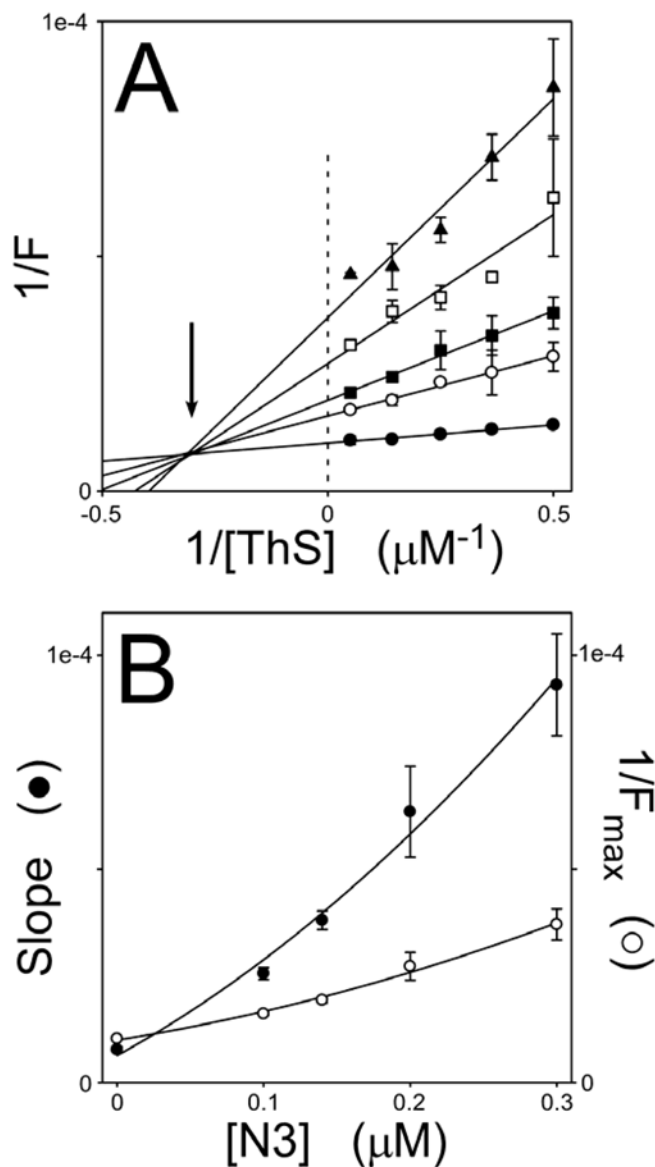 A
1e-4
1/F
0
-0.5 0 0.5
1/[ThS] (μM⁻¹)
B
1e-4 1e-4
Slope (●)
1/Fmax (○)
0 0
0 0.1 0.2 0.3
[N3] (μM)